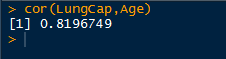 > cor(LungCap,Age)
[1] 0.8196749
>